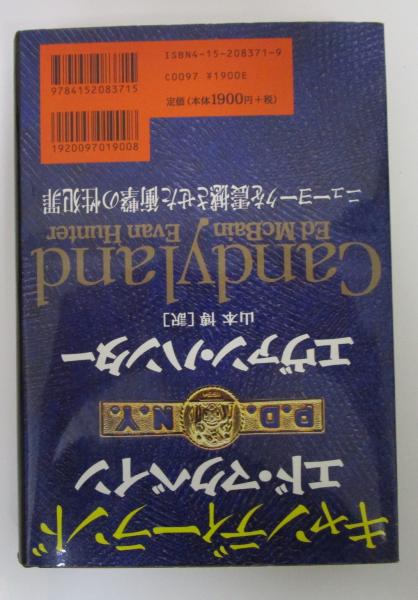 9784152083715
1920097019008
ISBN4-15-208371-9
C0097 ¥1900E
定価(本体1900円+税)
キャンディーランド
エド・マクベイン
P.D. N.Y.
エヴァン・ハンター
山本 博[訳]
Candyland
Ed McBain Evan Hunter
ニューヨークを震撼させた衝撃の性犯罪